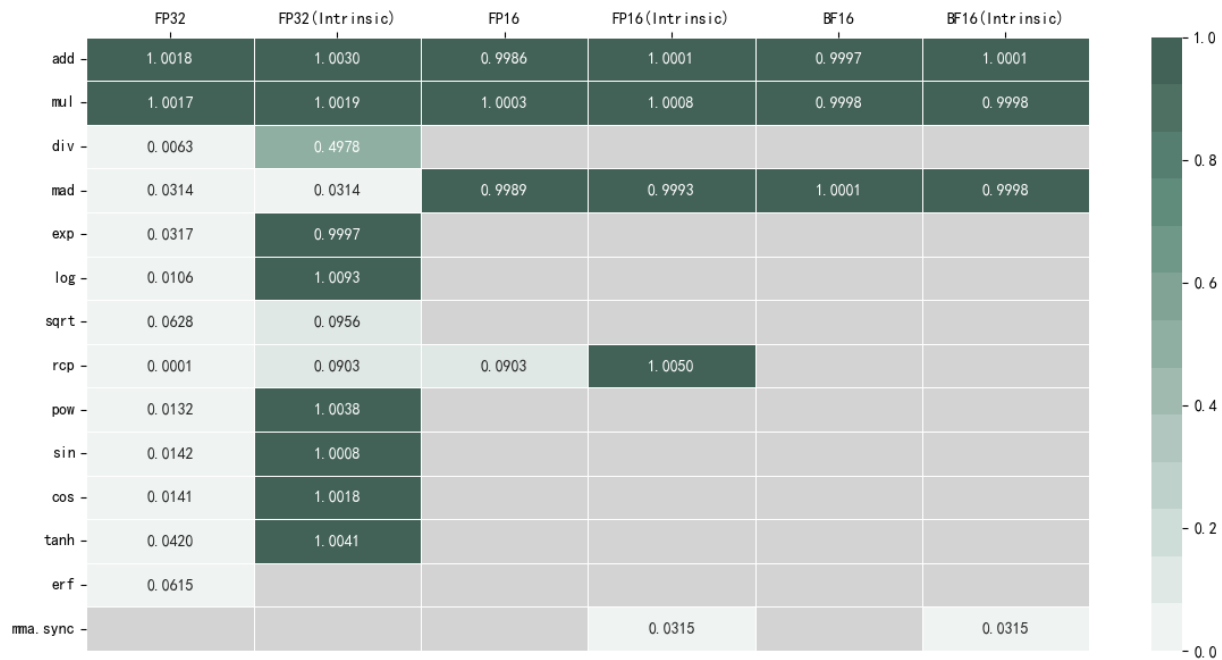 FP32 FP32(Intrinsic) FP16 FP16(Intrinsic) BF16 BF16(Intrinsic)
add 1.0018 1.0030 0.9986 1.0001 0.9997 1.0001
mul 1.0017 1.0019 1.0003 1.0008 0.9998 0.9998
div 0.0063 0.4978
mad 0.0314 0.0314 0.9989 0.9993 1.0001 0.9998
exp 0.0317 0.9997
log 0.0106 1.0093
sqrt 0.0628 0.0956
rcp 0.0001 0.0903 0.0903 1.0050
pow 0.0132 1.0038
sin 0.0142 1.0008
cos 0.0141 1.0018
tanh 0.0420 1.0041
erf 0.0615
mma.sync 0.0315 0.0315
1.0
0.8
0.6
0.4
0.2
0.0